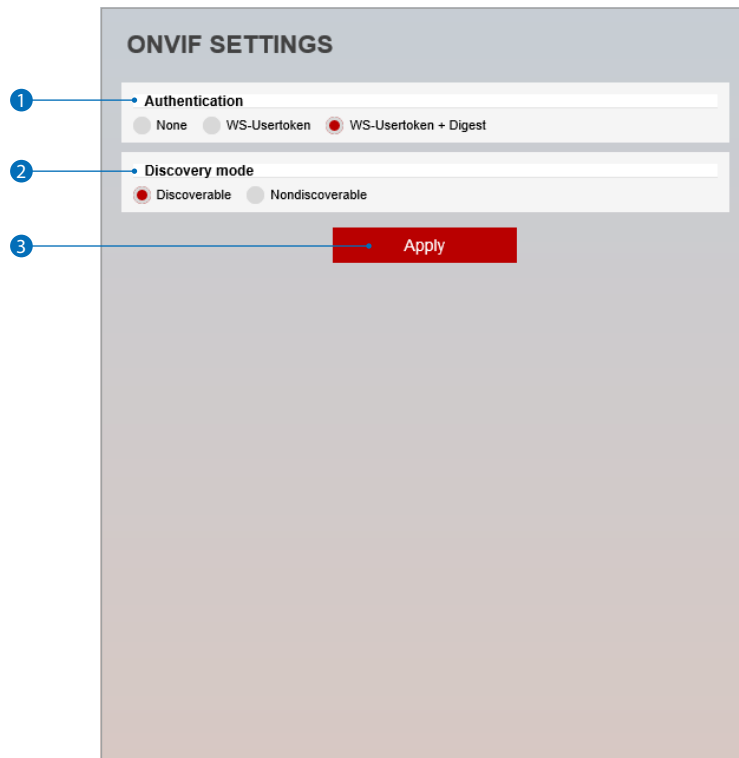 ONVIF SETTINGS
1 Authentication
None WS-Usertoken WS-Usertoken + Digest
2 Discovery mode
Discoverable Nondiscoverable
3 Apply